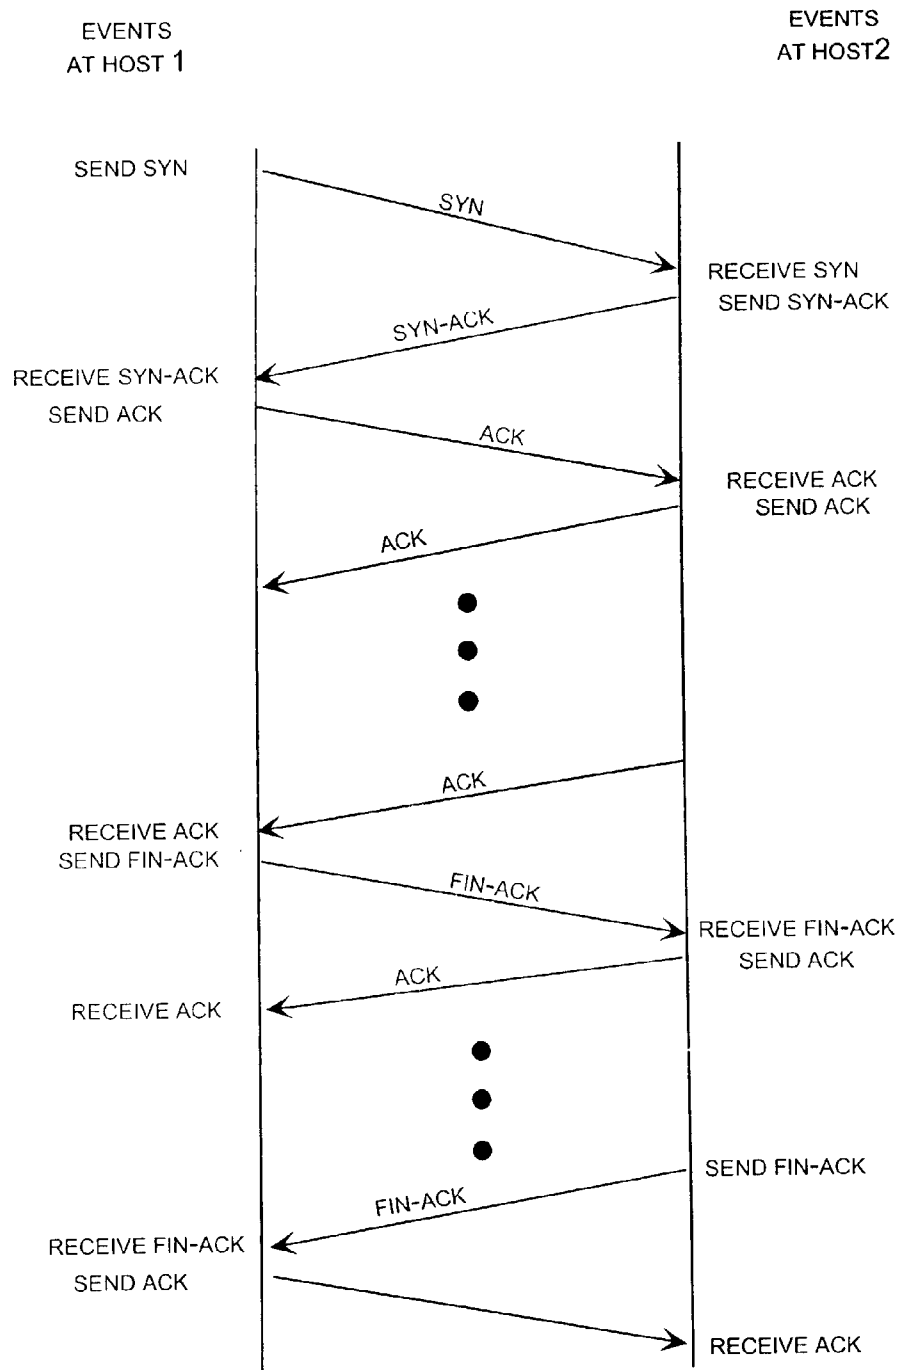 EVENTS
AT HOST 1
EVENTS
AT HOST2
SEND SYN
SYN
RECEIVE SYN
SEND SYN-ACK
SYN-ACK
RECEIVE SYN-ACK
SEND ACK
ACK
RECEIVE ACK
SEND ACK
ACK
ACK
RECEIVE ACK
SEND FIN-ACK
FIN-ACK
RECEIVE FIN-ACK
SEND ACK
ACK
RECEIVE ACK
SEND FIN-ACK
FIN-ACK
RECEIVE FIN-ACK
SEND ACK
RECEIVE ACK